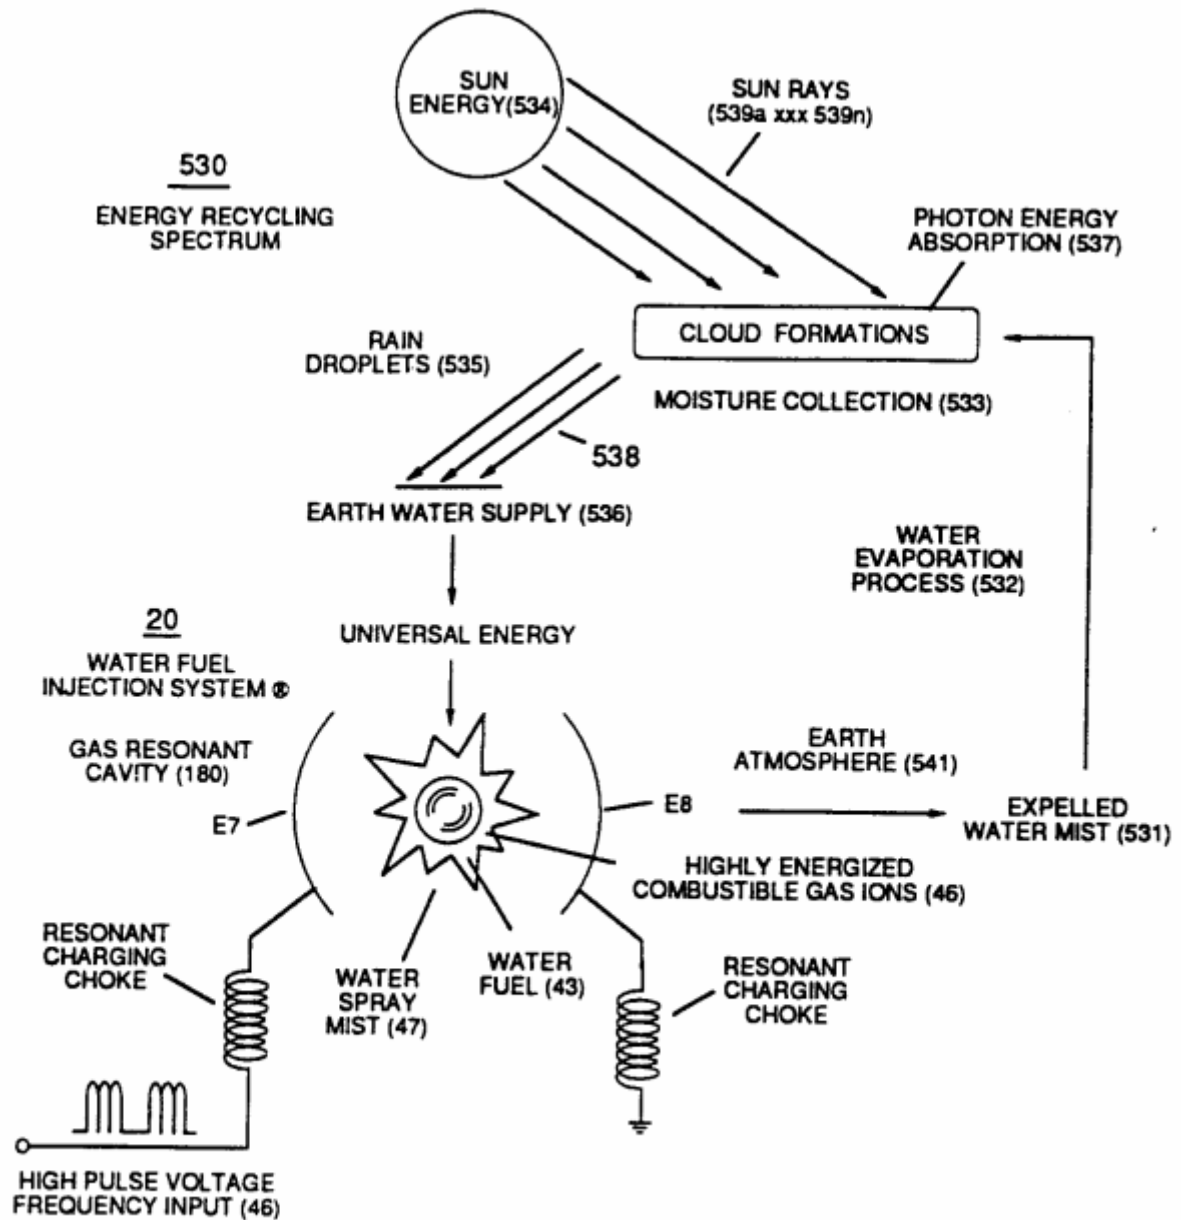 SUN
ENERGY(534)
SUN RAYS
(539a xxx 539n)
530
ENERGY RECYCLING
SPECTRUM
PHOTON ENERGY
ABSORPTION (537)
CLOUD FORMATIONS
RAIN
DROPLETS (535)
MOISTURE COLLECTION (533)
538
EARTH WATER SUPPLY (536)
WATER
EVAPORATION
PROCESS (532)
20
WATER FUEL
INJECTION SYSTEM ®
UNIVERSAL ENERGY
GAS RESONANT
CAVITY (180)
E7
E8
EARTH
ATMOSPHERE (541)
EXPELLED
WATER MIST (531)
HIGHLY ENERGIZED
COMBUSTIBLE GAS IONS (46)
RESONANT
CHARGING
CHOKE
WATER
SPRAY
MIST (47)
WATER
FUEL (43)
RESONANT
CHARGING
CHOKE
HIGH PULSE VOLTAGE
FREQUENCY INPUT (46)